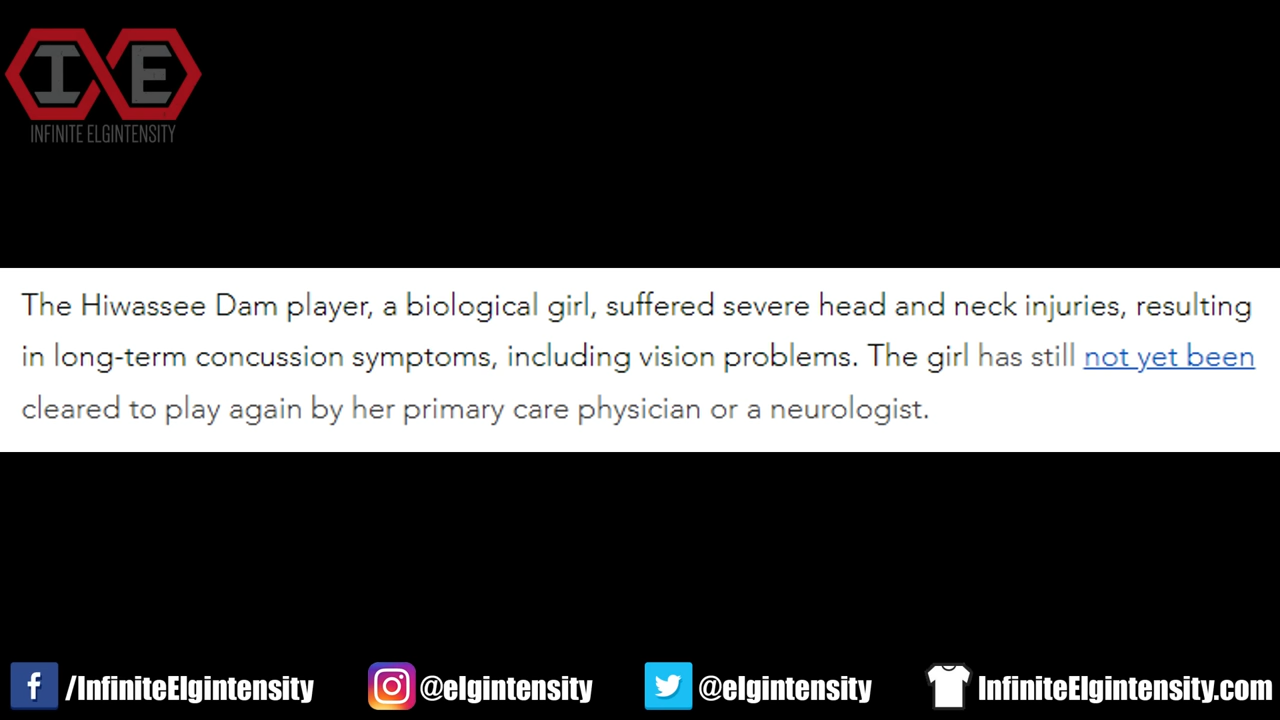 IE
INFINITE ELGINTENSITY
The Hiwassee Dam player, a biological girl, suffered severe head and neck injuries, resulting
in long-term concussion symptoms, including vision problems. The girl has still not yet been
cleared to play again by her primary care physician or a neurologist.
f /InfiniteElgintensity @elgintensity @elgintensity InfiniteElgintensity.com